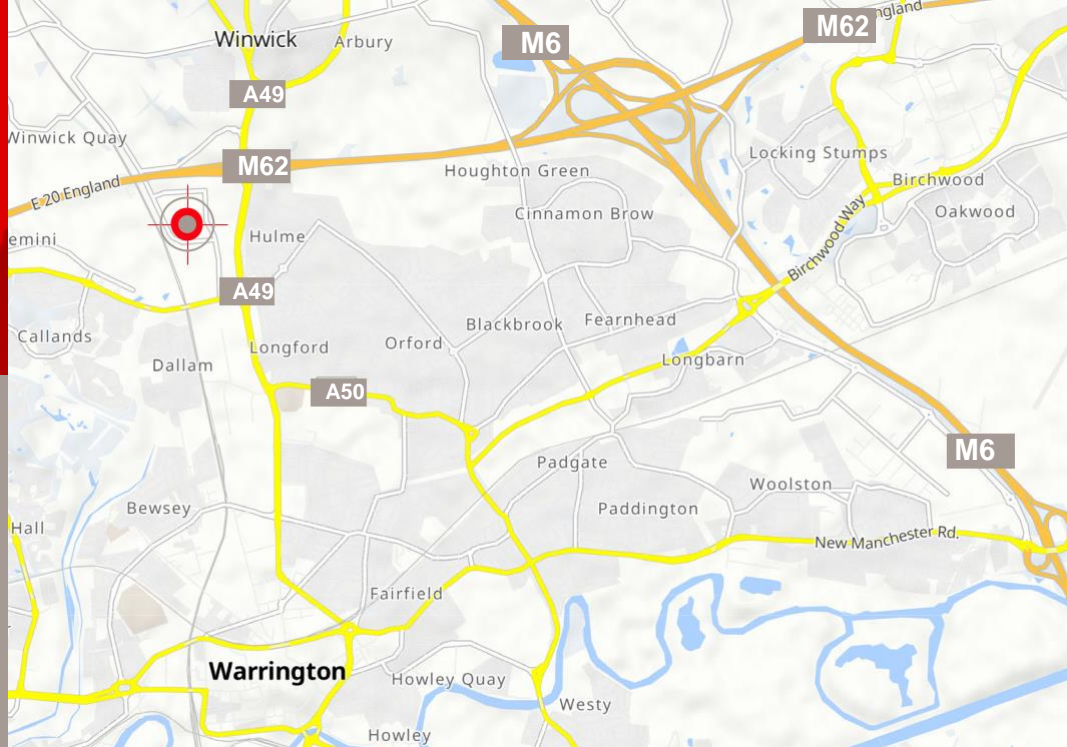 M62
ngland
M6
Winwick
Arbury
A49
Winwick Quay
Locking Stumps
M62
Houghton Green
Birchwood
E 20 England
Cinnamon Brow
Oakwood
Hulme
emini
Birchwood Way
A49
Blackbrook
Fearnhead
Callands
Orford
Longford
Longbarn
Dallam
A50
M6
Padgate
Woolston
Bewsey
Paddington
Hall
New Manchester Rd.
Fairfield
Warrington
Howley Quay
Westy
Howley